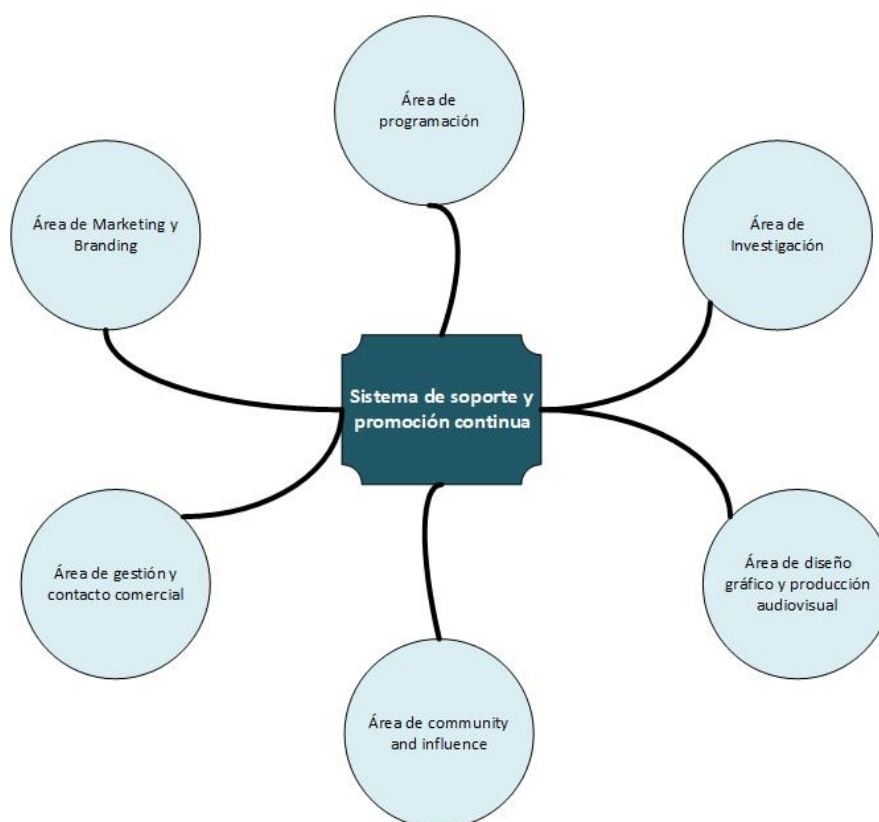 Área de
programación
Área de Marketing y
Branding
Área de
Investigación
Sistema de soporte y
promoción continua
Área de gestión y
contacto comercial
Área de diseño
gráfico y producción
audiovisual
Área de community
and influence